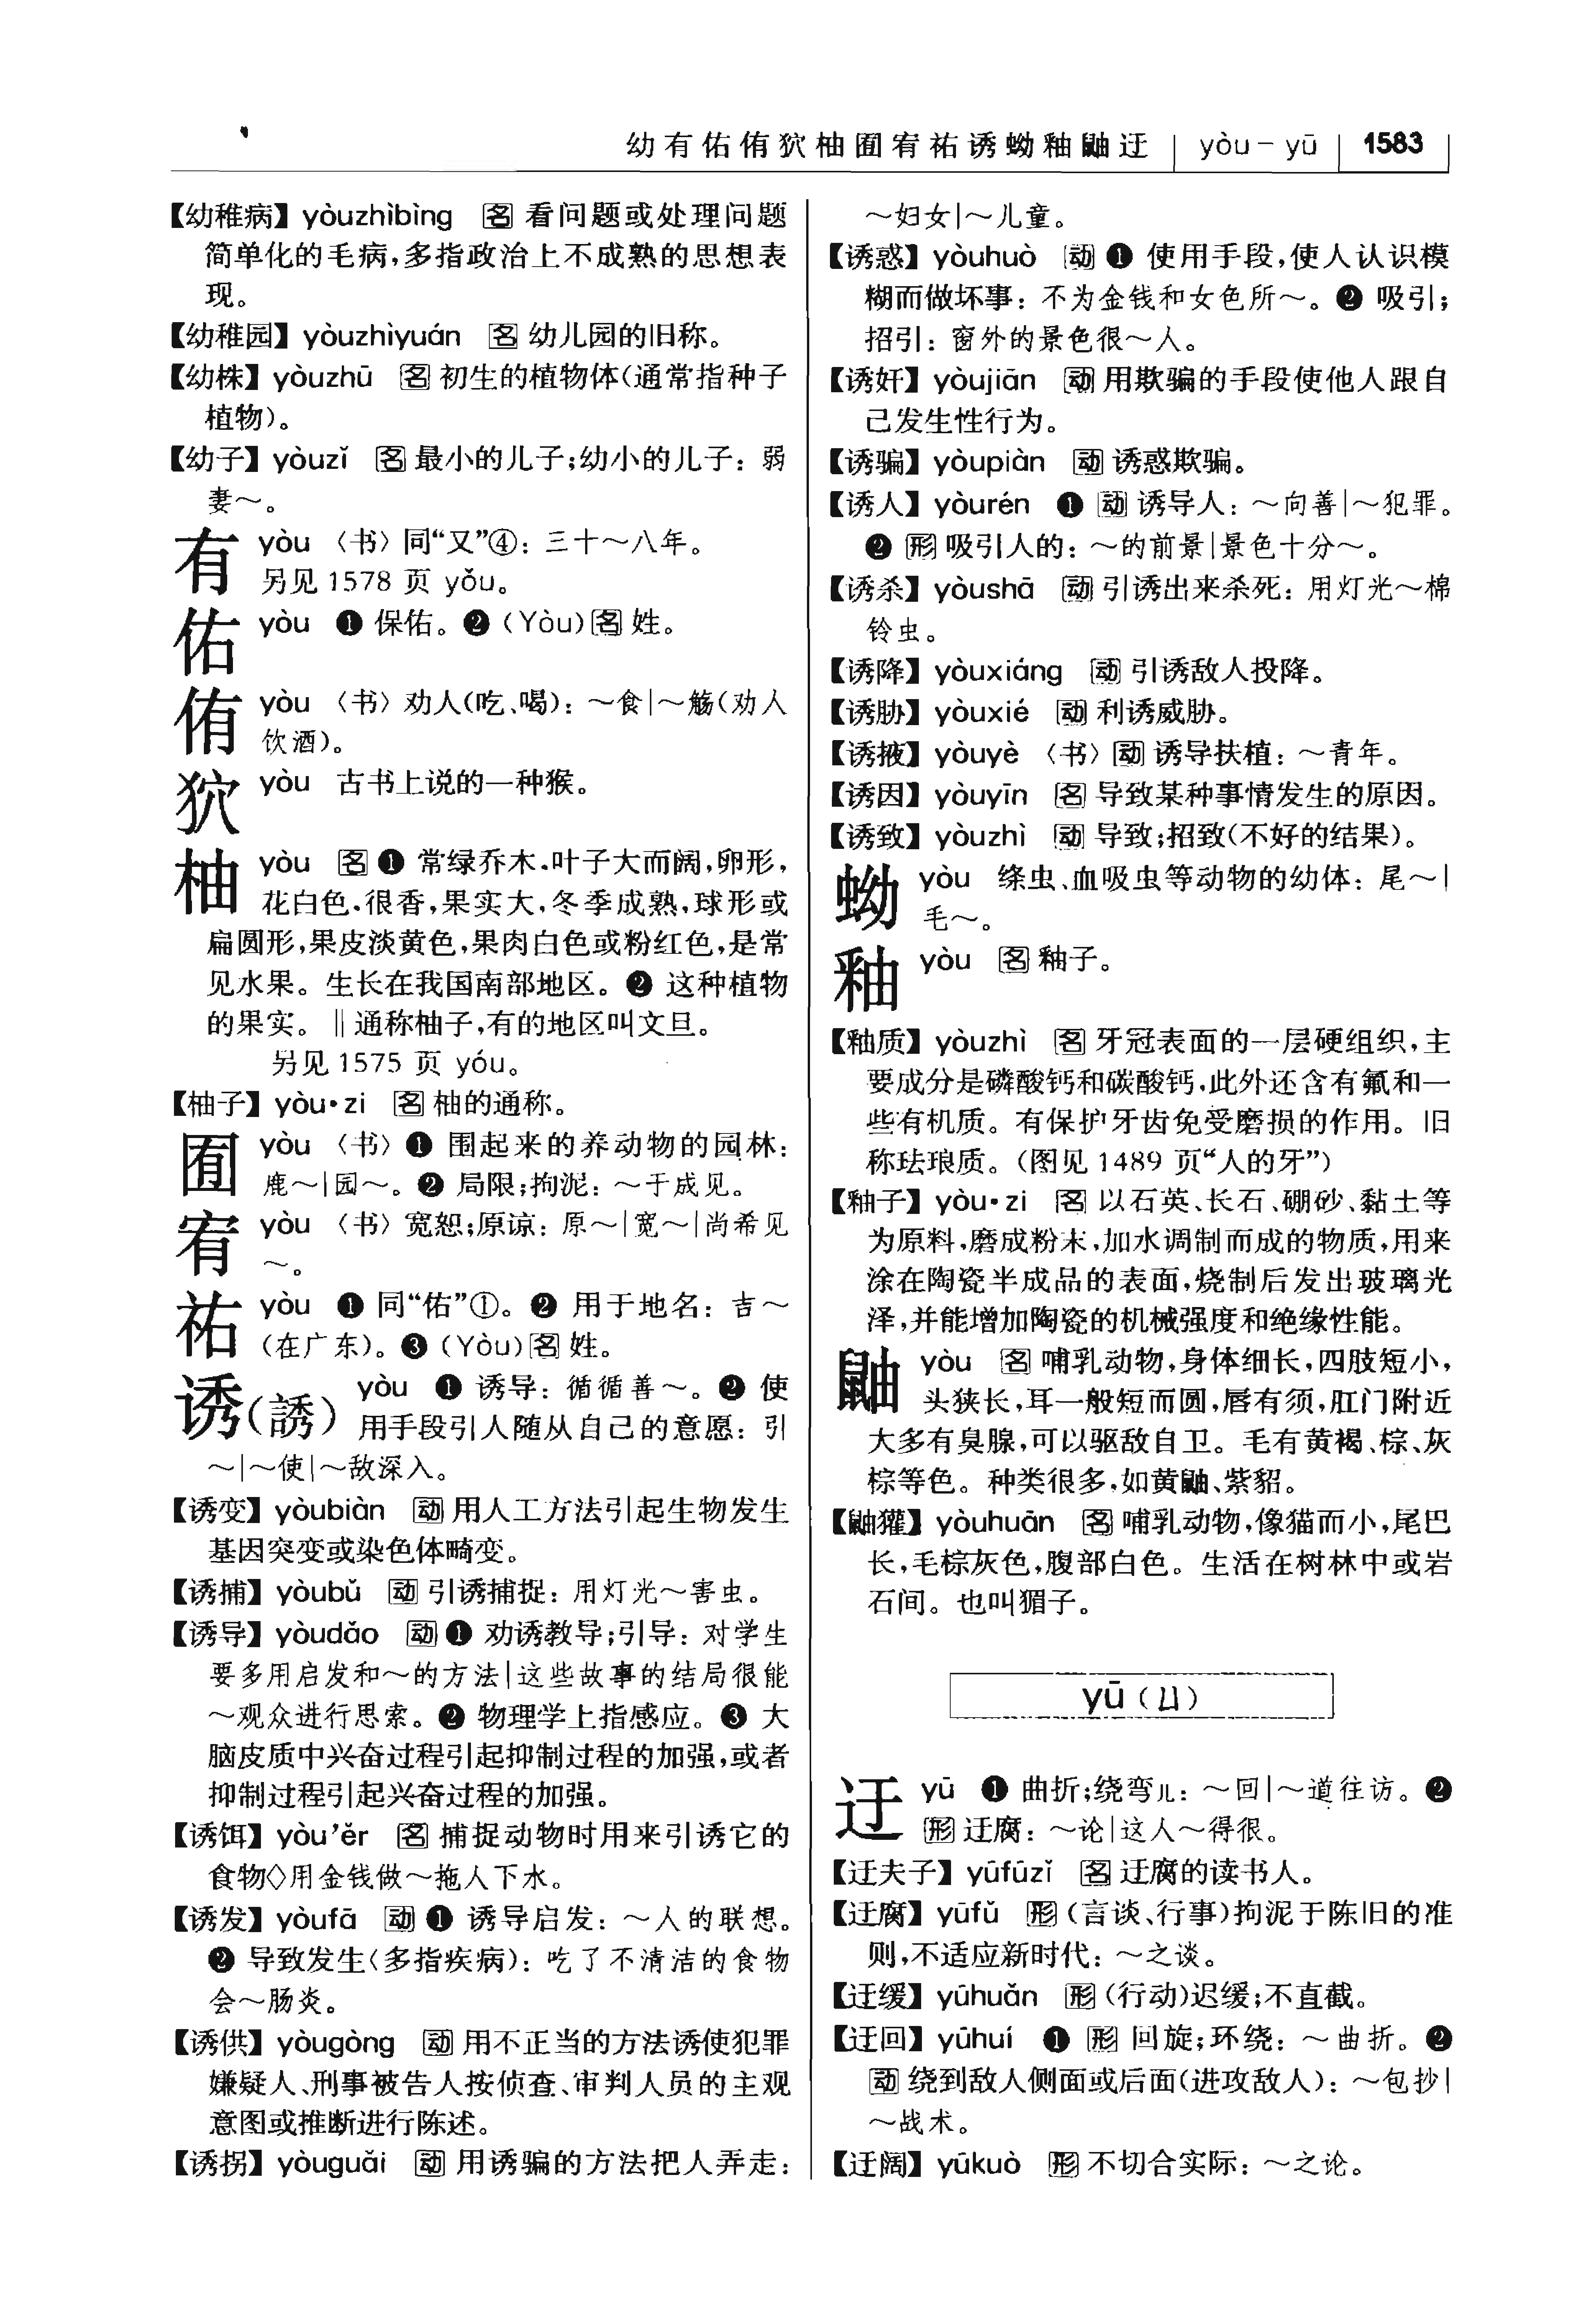 幼有佑侑狖柚囿宥祐诱蚴釉鼬迂 yòu－yū 1583
【幼稚病】yòuzhìbìng 名 看问题或处理问题
简单化的毛病,多指政治上不成熟的思想表
现。
【幼稚园】yòuzhìyuán 名 幼儿园的旧称。
【幼株】yòuzhū 名 初生的植物体(通常指种子
植物)。
【幼子】yòuzǐ 名 最小的儿子;幼小的儿子：弱
妻～。
有 yòu 〈书〉同“又”④：三十～八年。
另见1578 页 yǒu。
佑 yòu ❶ 保佑。❷（Yòu）名 姓。
侑 yòu 〈书〉劝人(吃、喝)：～食|～觞(劝人
饮酒)。
狖 yòu 古书上说的一种猴。
柚 yòu 名 ❶ 常绿乔木,叶子大而阔,卵形,
花白色,很香,果实大,冬季成熟,球形或
扁圆形,果皮淡黄色,果肉白色或粉红色,是常
见水果。生长在我国南部地区。❷ 这种植物
的果实。‖通称柚子,有的地区叫文旦。
另见1575 页 yóu。
【柚子】yòu·zi 名 柚的通称。
囿 yòu 〈书〉❶ 围起来的养动物的园林：
鹿～|园～。❷ 局限;拘泥：～于成见。
宥 yòu 〈书〉宽恕;原谅：原～|宽～|尚希见
～。
祐 yòu ❶ 同“佑”①。❷ 用于地名：吉～
(在广东)。❸（Yòu）名 姓。
诱(誘) yòu ❶ 诱导：循循善～。❷ 使
用手段引人随从自己的意愿：引
～|～使|～敌深入。
【诱变】yòubiàn 动 用人工方法引起生物发生
基因突变或染色体畸变。
【诱捕】yòubǔ 动 引诱捕捉：用灯光～害虫。
【诱导】yòudǎo 动 ❶ 劝诱教导;引导：对学生
要多用启发和～的方法|这些故事的结局很能
～观众进行思索。❷ 物理学上指感应。❸ 大
脑皮质中兴奋过程引起抑制过程的加强,或者
抑制过程引起兴奋过程的加强。
【诱饵】yòu’ěr 名 捕捉动物时用来引诱它的
食物◇用金钱做～拖人下水。
【诱发】yòufā 动 ❶ 诱导启发：～人的联想。
❷ 导致发生(多指疾病)：吃了不清洁的食物
会～肠炎。
【诱供】yòugòng 动 用不正当的方法诱使犯罪
嫌疑人、刑事被告人按侦查、审判人员的主观
意图或推断进行陈述。
【诱拐】yòuguǎi 动 用诱骗的方法把人弄走：
～妇女|～儿童。
【诱惑】yòuhuò 动 ❶ 使用手段,使人认识模
糊而做坏事：不为金钱和女色所～。❷ 吸引;
招引：窗外的景色很～人。
【诱奸】yòujiān 动 用欺骗的手段使他人跟自
己发生性行为。
【诱骗】yòupiàn 动 诱惑欺骗。
【诱人】yòurén ❶ 动 诱导人：～向善|～犯罪。
❷ 形 吸引人的：～的前景|景色十分～。
【诱杀】yòushā 动 引诱出来杀死：用灯光～棉
铃虫。
【诱降】yòuxiáng 动 引诱敌人投降。
【诱胁】yòuxié 动 利诱威胁。
【诱掖】yòuyè 〈书〉动 诱导扶植：～青年。
【诱因】yòuyīn 名 导致某种事情发生的原因。
【诱致】yòuzhì 动 导致;招致(不好的结果)。
蚴 yòu 绦虫、血吸虫等动物的幼体：尾～|
毛～。
釉 yòu 名 釉子。
【釉质】yòuzhì 名 牙冠表面的一层硬组织,主
要成分是磷酸钙和碳酸钙,此外还含有氟和一
些有机质。有保护牙齿免受磨损的作用。旧
称珐琅质。(图见1489 页“人的牙”)
【釉子】yòu·zi 名 以石英、长石、硼砂、黏土等
为原料,磨成粉末,加水调制而成的物质,用来
涂在陶瓷半成品的表面,烧制后发出玻璃光
泽,并能增加陶瓷的机械强度和绝缘性能。
鼬 yòu 名 哺乳动物,身体细长,四肢短小,
头狭长,耳一般短而圆,唇有须,肛门附近
大多有臭腺,可以驱敌自卫。毛有黄褐、棕、灰
棕等色。种类很多,如黄鼬、紫貂。
【鼬獾】yòuhuān 名 哺乳动物,像猫而小,尾巴
长,毛棕灰色,腹部白色。生活在树林中或岩
石间。也叫猸子。
yū（ㄩ）
迂 yū ❶ 曲折;绕弯儿：～回|～道往访。❷
形 迂腐：～论|这人～得很。
【迂夫子】yūfūzǐ 名 迂腐的读书人。
【迂腐】yūfǔ 形 (言谈、行事)拘泥于陈旧的准
则,不适应新时代：～之谈。
【迂缓】yūhuǎn 形 (行动)迟缓;不直截。
【迂回】yūhuí ❶ 形 回旋;环绕：～曲折。❷
动 绕到敌人侧面或后面(进攻敌人)：～包抄|
～战术。
【迂阔】yūkuò 形 不切合实际：～之论。